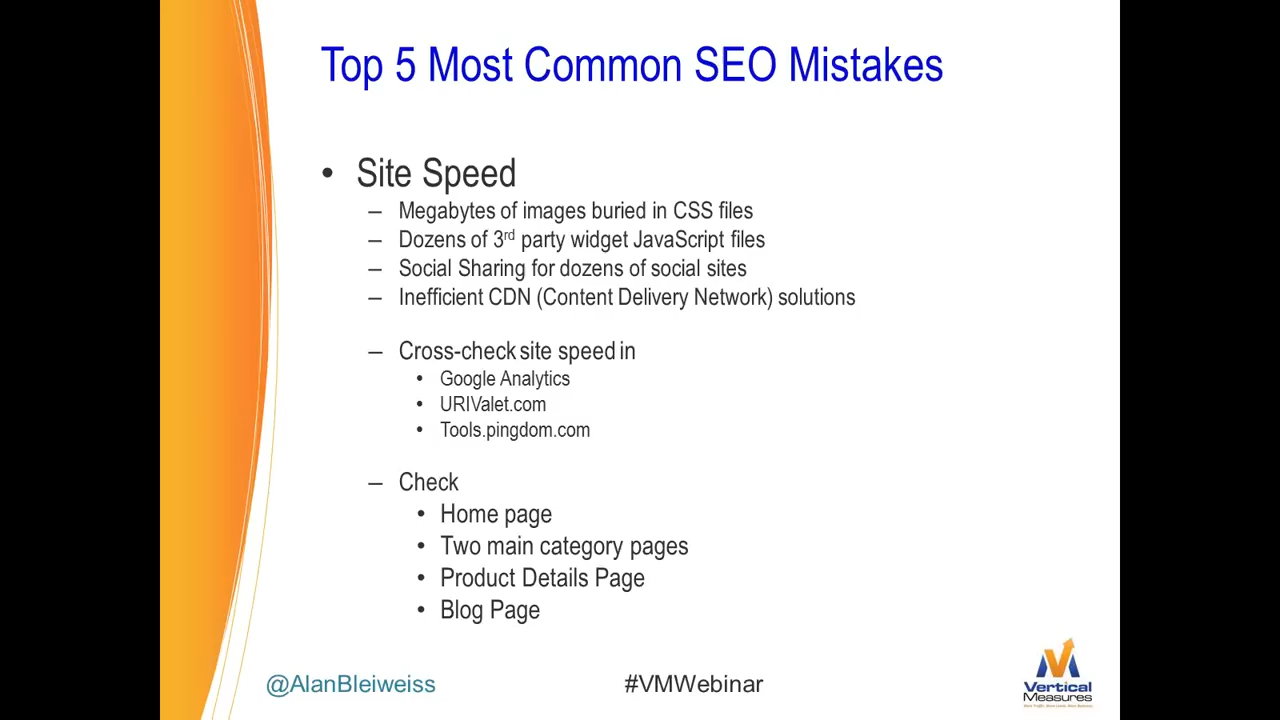 Top 5 Most Common SEO Mistakes
• Site Speed
– Megabytes of images buried in CSS files
– Dozens of 3rd party widget JavaScript files
– Social Sharing for dozens of social sites
– Inefficient CDN (Content Delivery Network) solutions
– Cross-check site speed in
• Google Analytics
• URIValet.com
• Tools.pingdom.com
– Check
• Home page
• Two main category pages
• Product Details Page
• Blog Page
@AlanBleiweiss #VMWebinar
Vertical
Measures